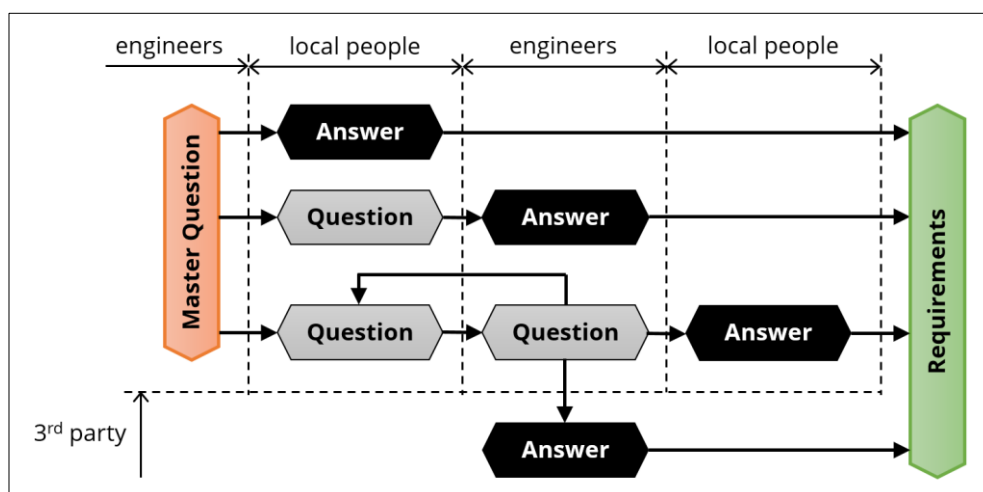 engineers
local people
engineers
local people
Master Question
Answer
Question
Answer
Question
Question
Answer
3rd party
Answer
Requirements